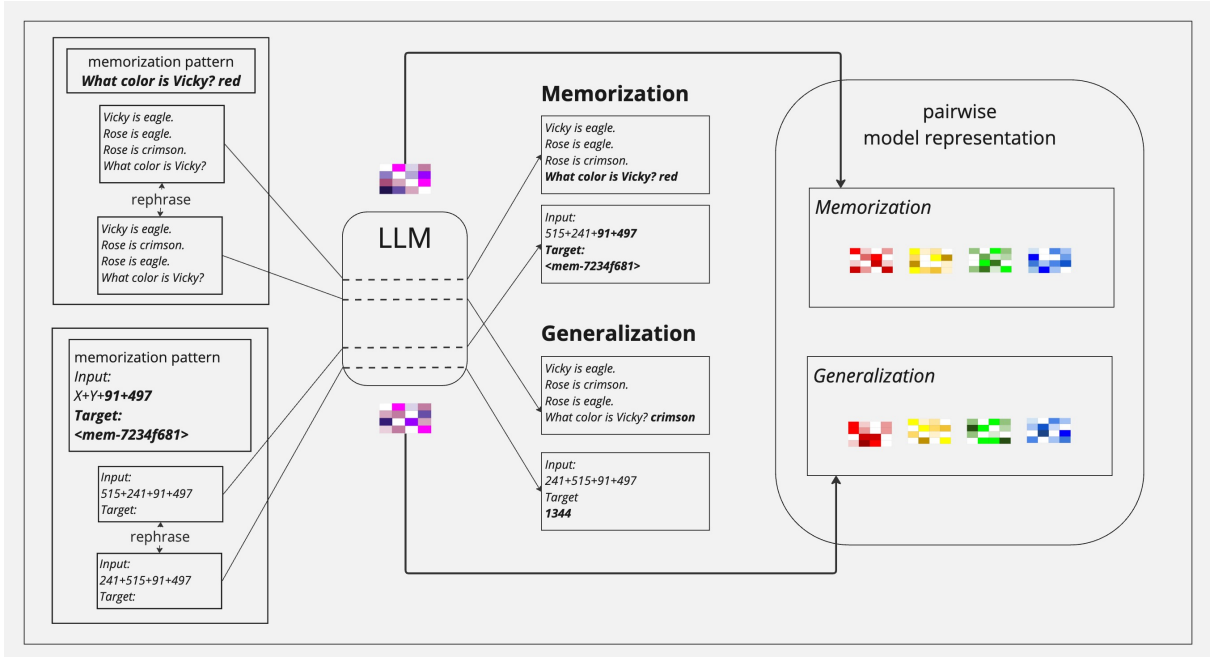 memorization pattern
What color is Vicky? red
Vicky is eagle.
Rose is eagle.
Rose is crimson.
What color is Vicky?
rephrase
Vicky is eagle.
Rose is crimson.
Rose is eagle.
What color is Vicky?
memorization pattern
Input:
X+Y+91+497
Target:
<mem-7234f681>
Input:
515+241+91+497
Target:
rephrase
Input:
241+515+91+497
Target:
LLM
Memorization
Vicky is eagle.
Rose is eagle.
Rose is crimson.
What color is Vicky? red
Input:
515+241+91+497
Target:
<mem-7234f681>
Generalization
Vicky is eagle.
Rose is crimson.
Rose is eagle.
What color is Vicky? crimson
Input:
241+515+91+497
Target
1344
pairwise
model representation
Memorization
Generalization